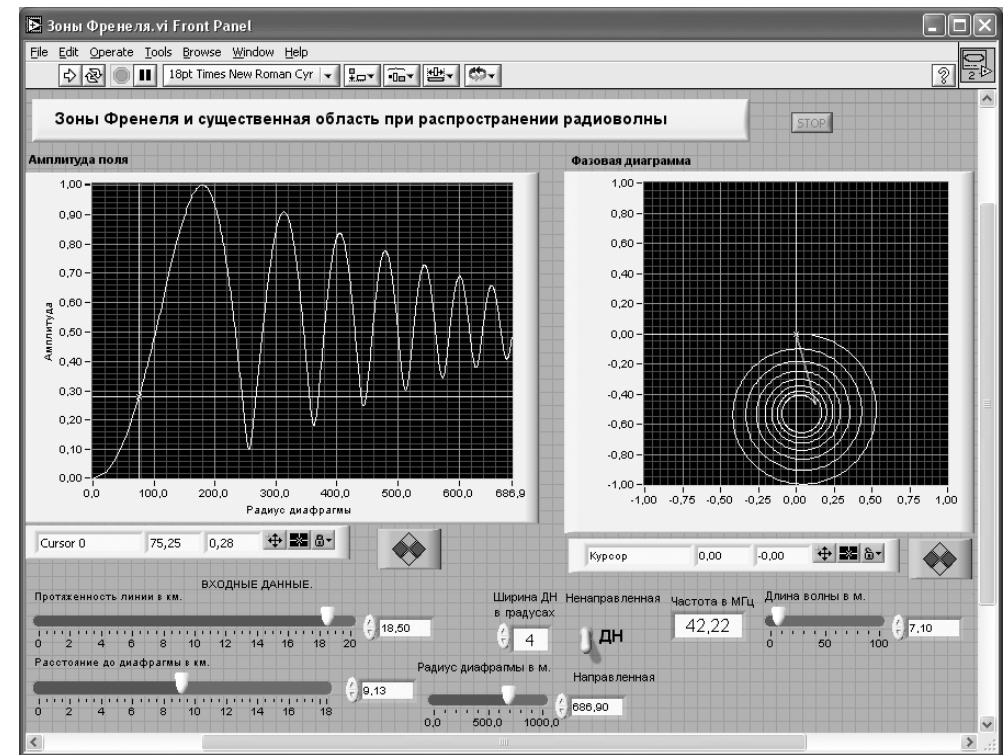 Зоны Френеля.vi Front Panel
File Edit Operate Tools Browse Window Help
18pt Times New Roman Cyr
2
Зоны Френеля и существенная область при распространении радиоволны
STOP
Амплитуда поля
Фазовая диаграмма
Амплитуда
1,00
0,90
0,80
0,70
0,60
0,50
0,40
0,30
0,20
0,10
0,00
0,0 100,0 200,0 300,0 400,0 500,0 600,0 686,9
Радиус диафрагмы
1,00
0,80
0,60
0,40
0,20
0,00
-0,20
-0,40
-0,60
-0,80
-1,00
-1,00 -0,75 -0,50 -0,25 0,00 0,25 0,50 0,75 1,00
Cursor 0 75,25 0,28
Курсор 0,00 -0,00
ВХОДНЫЕ ДАННЫЕ.
Протяженность линии в км.
0 2 4 6 8 10 12 14 16 18 20
18,50
Ширина ДН
в градусах
4
Ненаправленная
ДН
Направленная
Частота в МГц
42,22
Длина волны в м.
0 50 100
7,10
Расстояние до диафрагмы в км.
0 2 4 6 8 10 12 14 16 18
9,13
Радиус диафрагмы в м.
0,0 500,0 1000,0
686,90